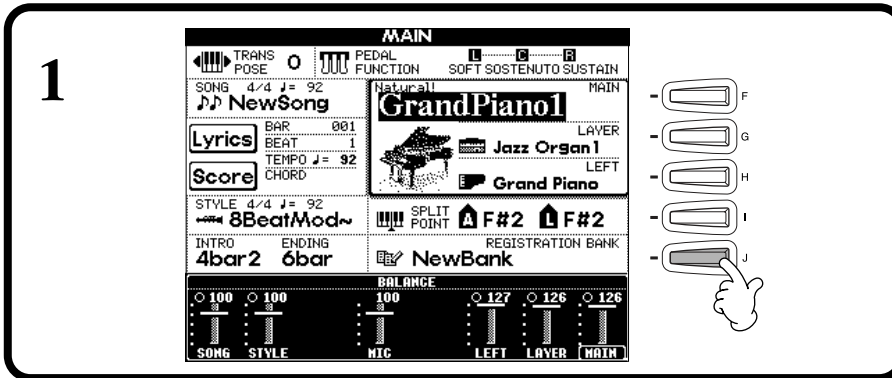 1
MAIN
TRANS POSE 0 PEDAL FUNCTION L C R
SOFT SOSTENUTO SUSTAIN
SONG 4/4 ♩= 92
NewSong
Natural! MAIN
GrandPiano1
LAYER
Jazz Organ1
LEFT
Grand Piano
Lyrics
Score
BAR 001
BEAT 1
TEMPO ♩= 92
CHORD
STYLE 4/4 ♩= 92
8BeatMod~
SPLIT POINT A F#2 L F#2
INTRO ENDING
4bar2 6bar
REGISTRATION BANK
NewBank
BALANCE
100 100 100 127 126 126
SONG STYLE MIC LEFT LAYER MAIN
F
G
H
I
J